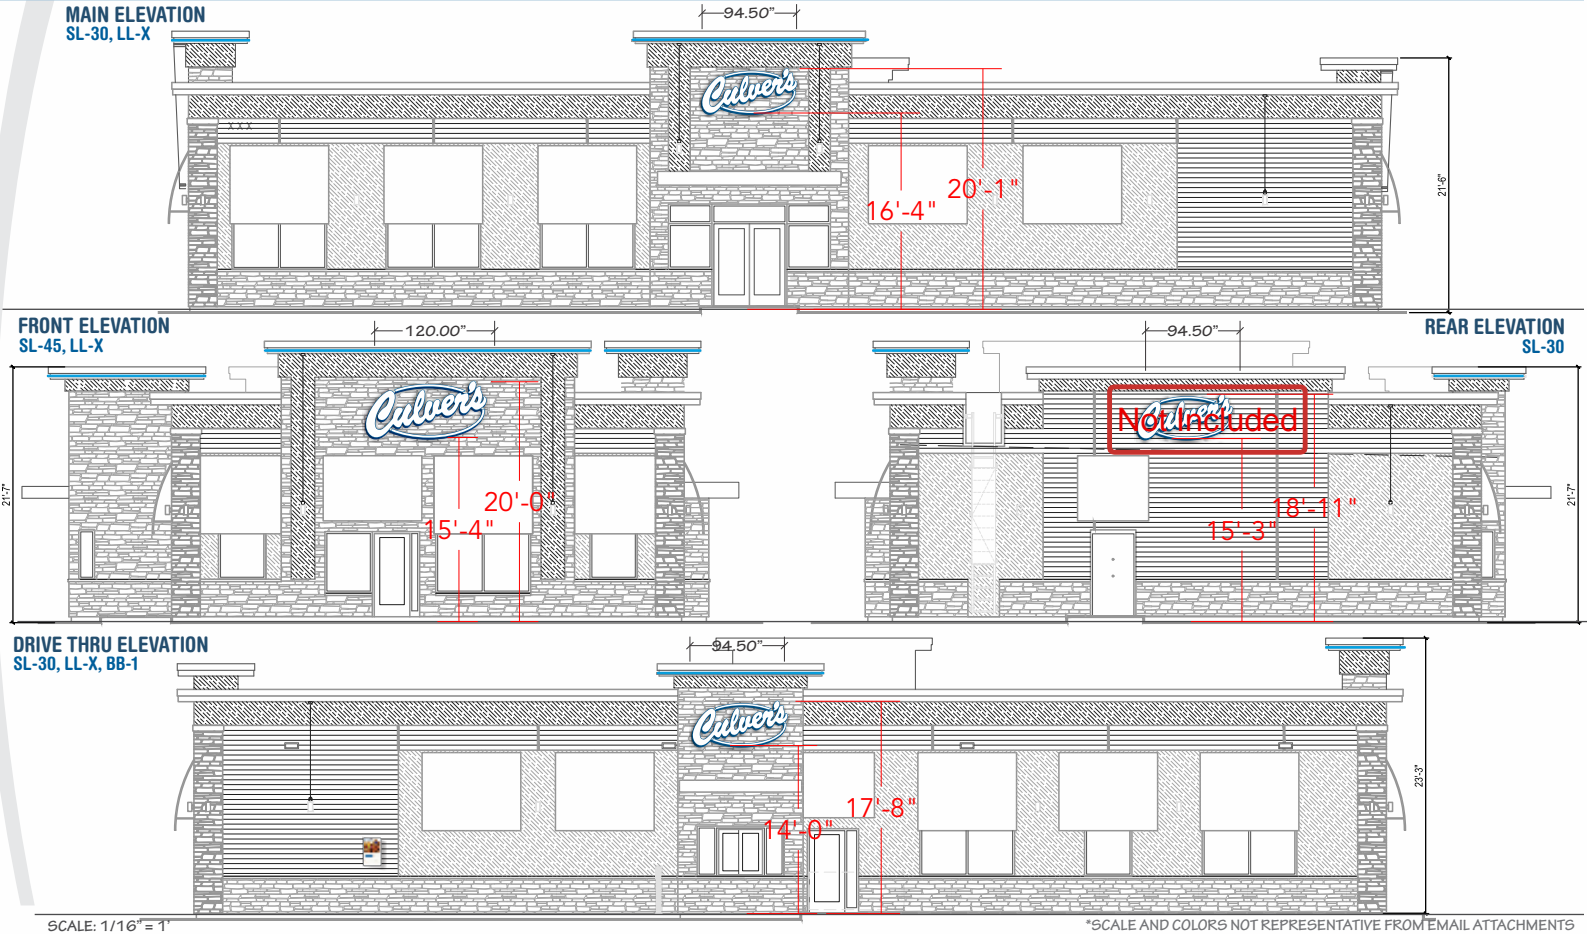 MAIN ELEVATION
SL-30, LL-X
94.50"
Culver's
X X X
20'-1"
16'-4"
21'-6"
FRONT ELEVATION
SL-45, LL-X
120.00"
Culver's
20'-0"
15'-4"
21'-7"
REAR ELEVATION
SL-30
94.50"
Culver's
Not Included
18'-11"
15'-3"
21'-7"
DRIVE THRU ELEVATION
SL-30, LL-X, BB-1
94.50"
Culver's
17'-8"
14'-0"
23'-3"
SCALE: 1/16" = 1'
*SCALE AND COLORS NOT REPRESENTATIVE FROM EMAIL ATTACHMENTS